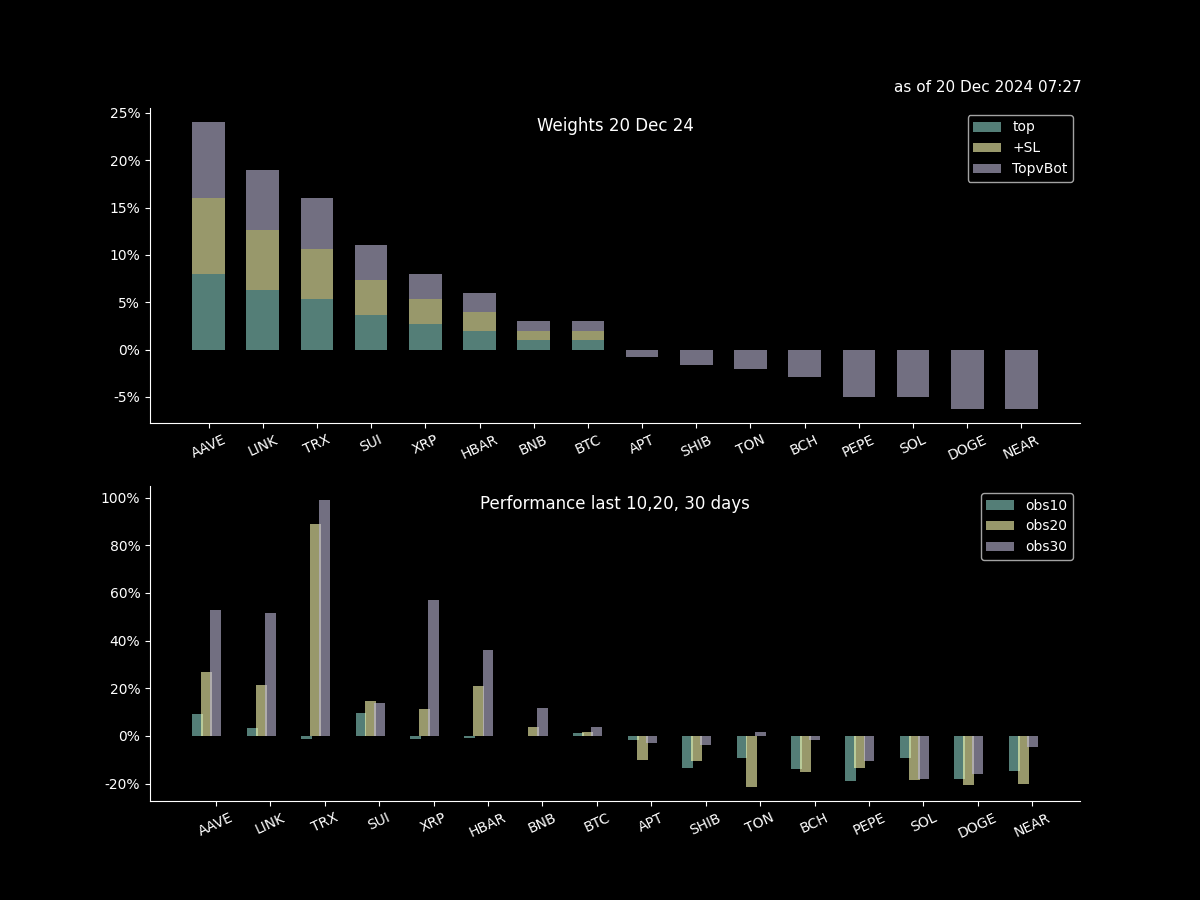 as of 20 Dec 2024 07:27
Weights 20 Dec 24
top
+SL
TopvBot
25%
20%
15%
10%
5%
0%
-5%
AAVE LINK TRX SUI XRP HBAR BNB BTC APT SHIB TON BCH PEPE SOL DOGE NEAR
Performance last 10,20, 30 days
obs10
obs20
obs30
100%
80%
60%
40%
20%
0%
-20%
AAVE LINK TRX SUI XRP HBAR BNB BTC APT SHIB TON BCH PEPE SOL DOGE NEAR